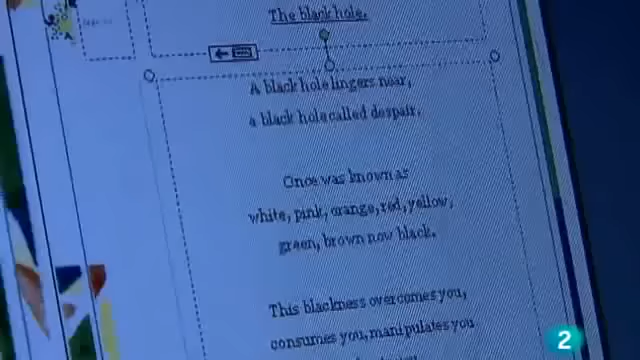 The black hole.
A black hole lingers near,
a black hole called despair.
Once was known as
white, pink, orange, red, yellow,
green, brown now black.
This blackness overcomes you,
consumes you, manipulates you
2